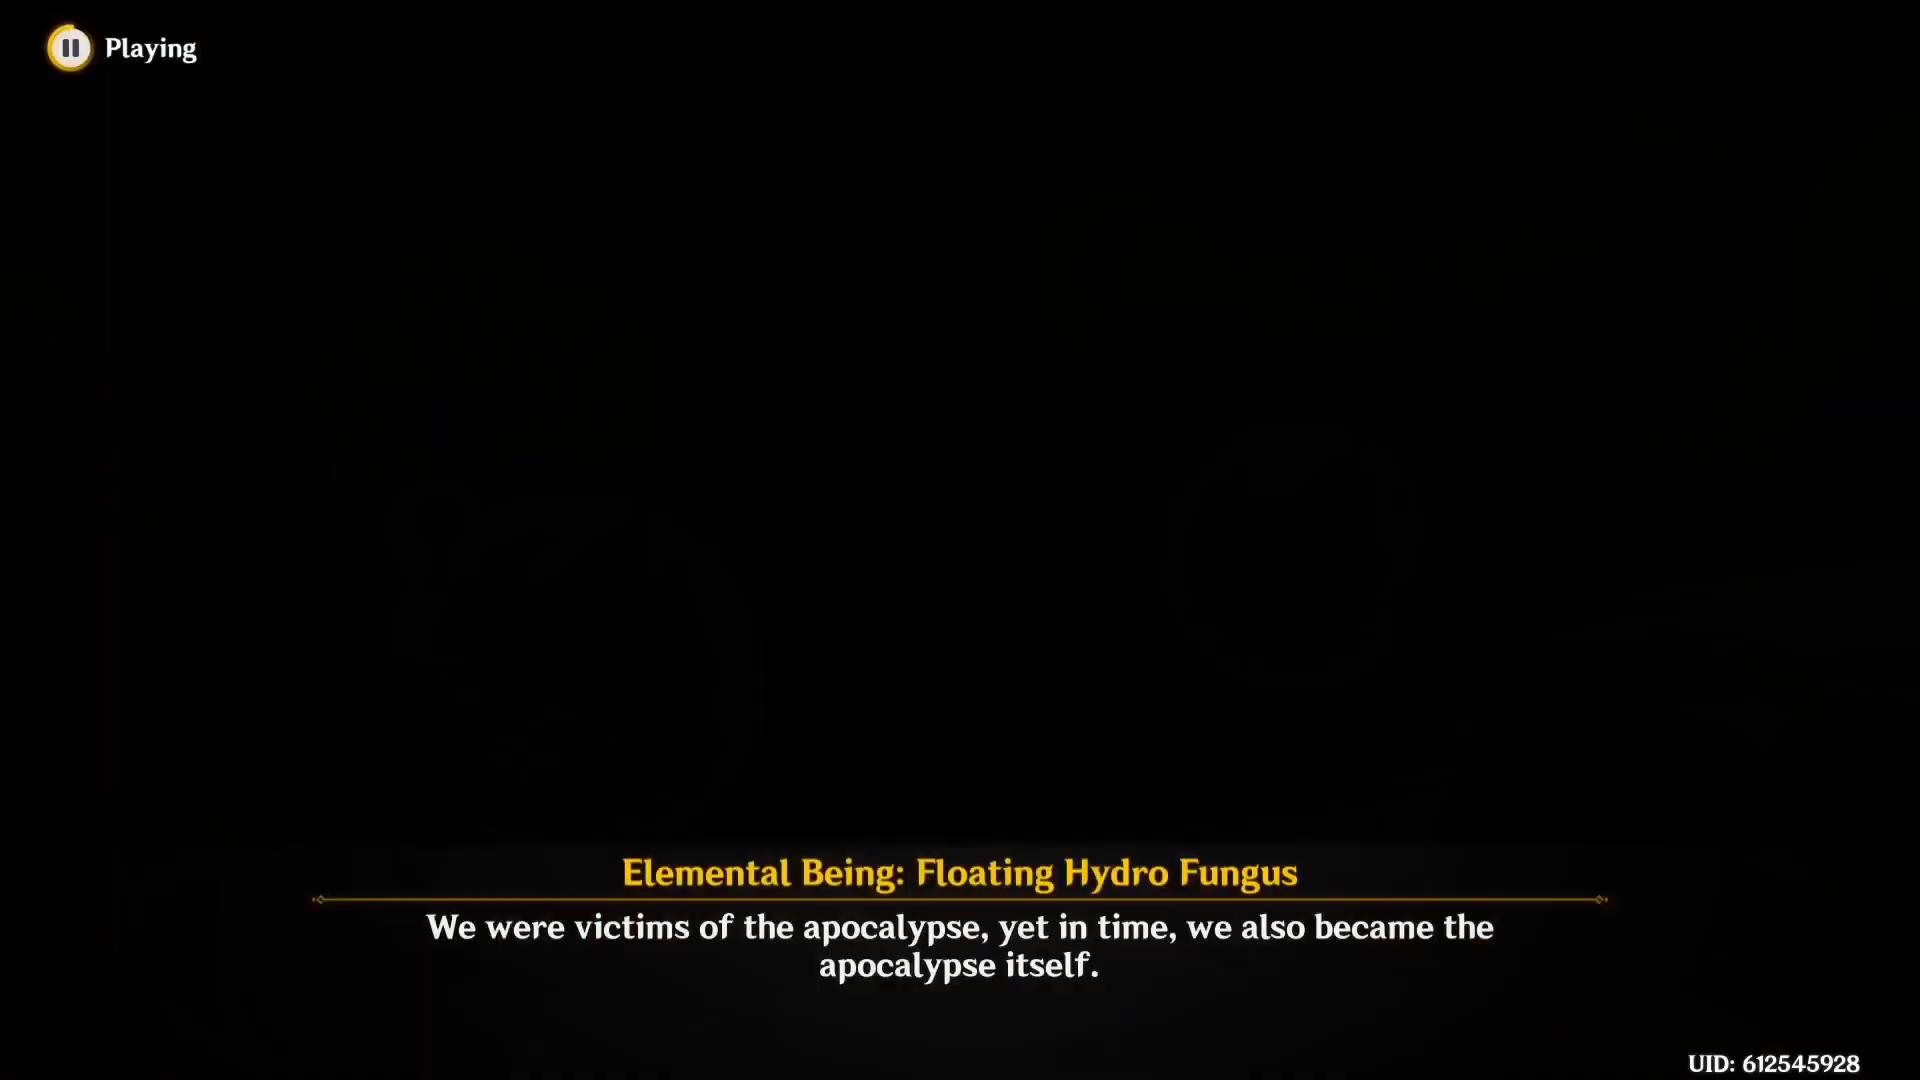 Playing
Elemental Being: Floating Hydro Fungus
We were victims of the apocalypse, yet in time, we also became the
apocalypse itself.
UID: 612545928